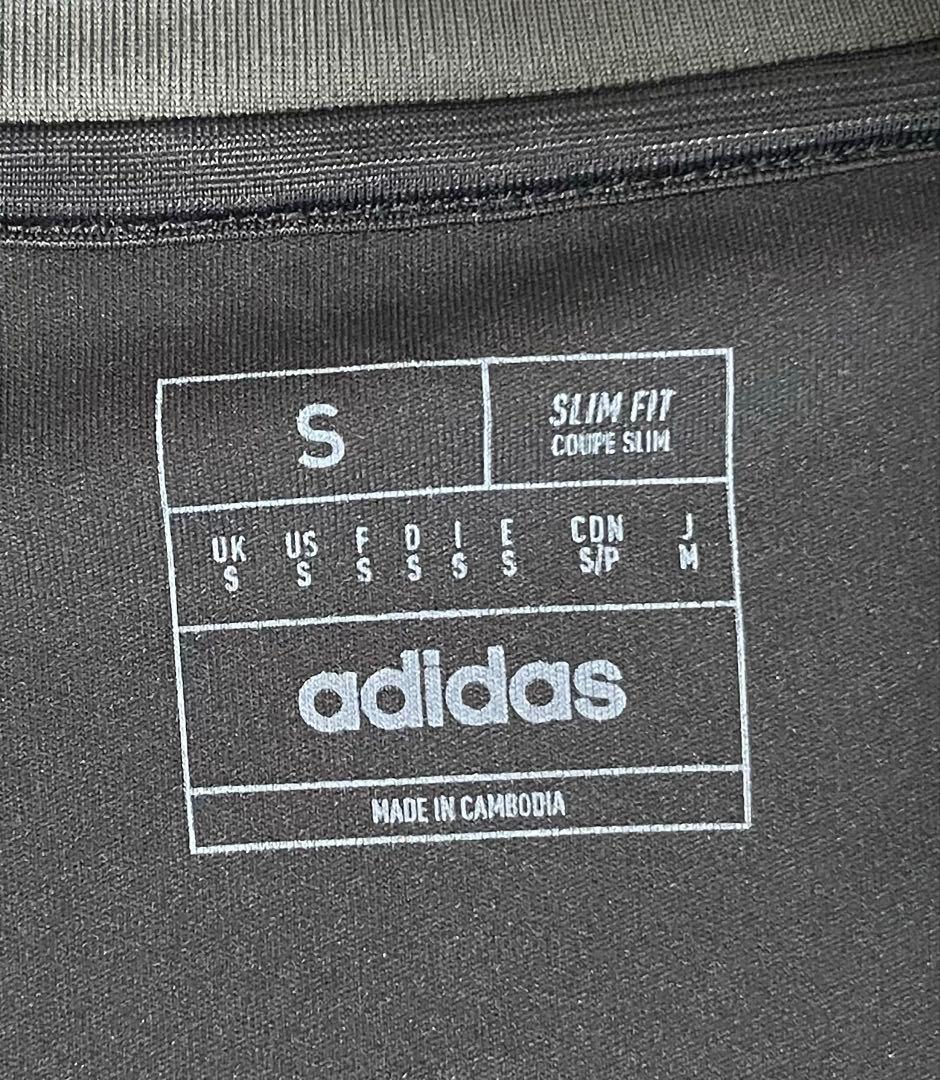 S
SLIM FIT
COUPE SLIM
UK US F D I E CDN J
S S S S S S S/P M
adidas
MADE IN CAMBODIA